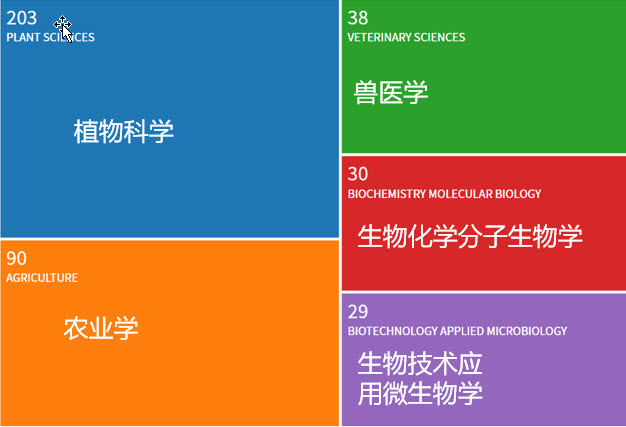 203
PLANT SCIENCES
植物科学
90
AGRICULTURE
农业学
38
VETERINARY SCIENCES
兽医学
30
BIOCHEMISTRY MOLECULAR BIOLOGY
生物化学分子生物学
29
BIOTECHNOLOGY APPLIED MICROBIOLOGY
生物技术应
用微生物学